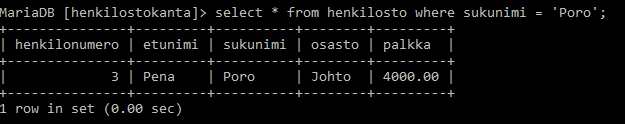 MariaDB [henkilostokanta]> select * from henkilosto where sukunimi = 'Poro';
+--------------+---------+----------+--------+---------+
| henkilonumero | etunimi | sukunimi | osasto | palkka |
+--------------+---------+----------+--------+---------+
| 3 | Pena | Poro | Johto | 4000.00 |
+--------------+---------+----------+--------+---------+
1 row in set (0.00 sec)